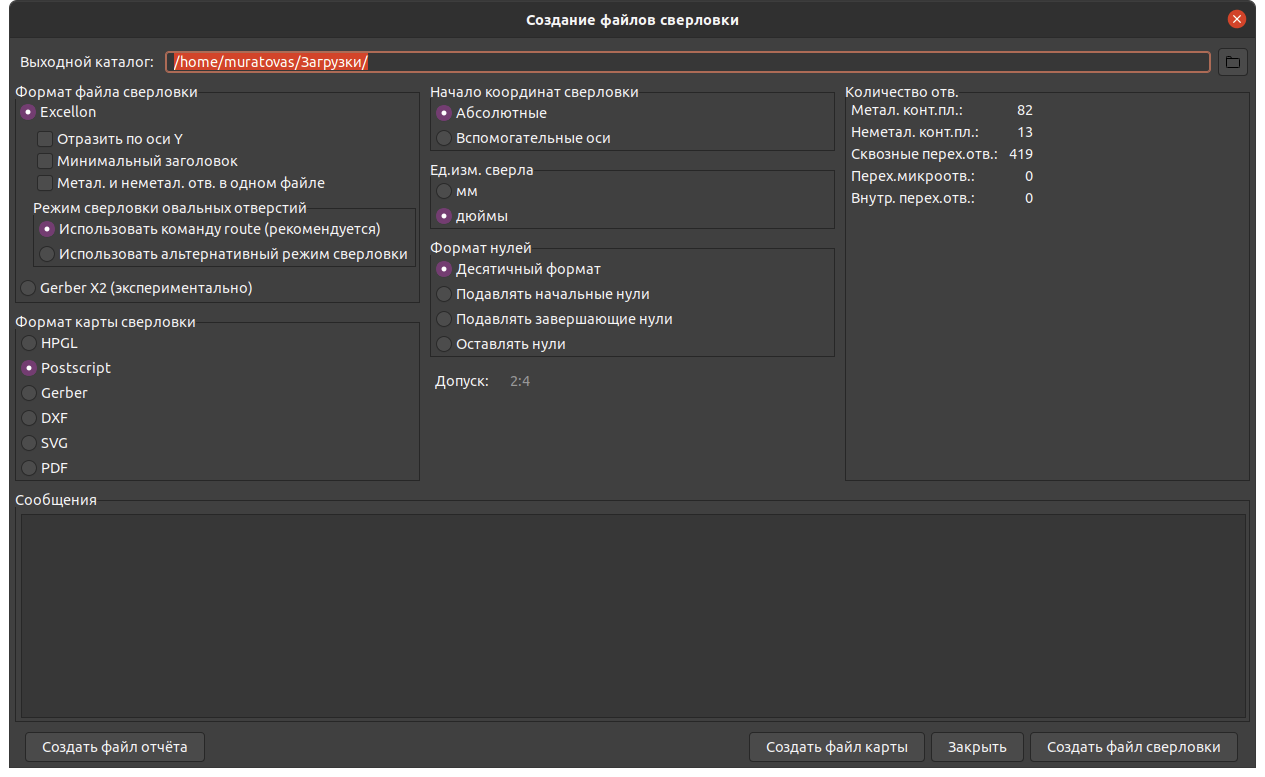 Создание файлов сверловки
Выходной каталог: /home/muratovas/Загрузки/
Формат файла сверловки
Excellon
Отразить по оси Y
Минимальный заголовок
Метал. и неметал. отв. в одном файле
Режим сверловки овальных отверстий
Использовать команду route (рекомендуется)
Использовать альтернативный режим сверловки
Gerber X2 (экспериментально)
Формат карты сверловки
HPGL
Postscript
Gerber
DXF
SVG
PDF
Начало координат сверловки
Абсолютные
Вспомогательные оси
Ед.изм. сверла
мм
дюймы
Формат нулей
Десятичный формат
Подавлять начальные нули
Подавлять завершающие нули
Оставлять нули
Допуск: 2:4
Количество отв.
Метал. конт.пл.: 82
Неметал. конт.пл.: 13
Сквозные перех.отв.: 419
Перех.микроотв.: 0
Внутр. перех.отв.: 0
Сообщения
Создать файл отчёта
Создать файл карты
Закрыть
Создать файл сверловки